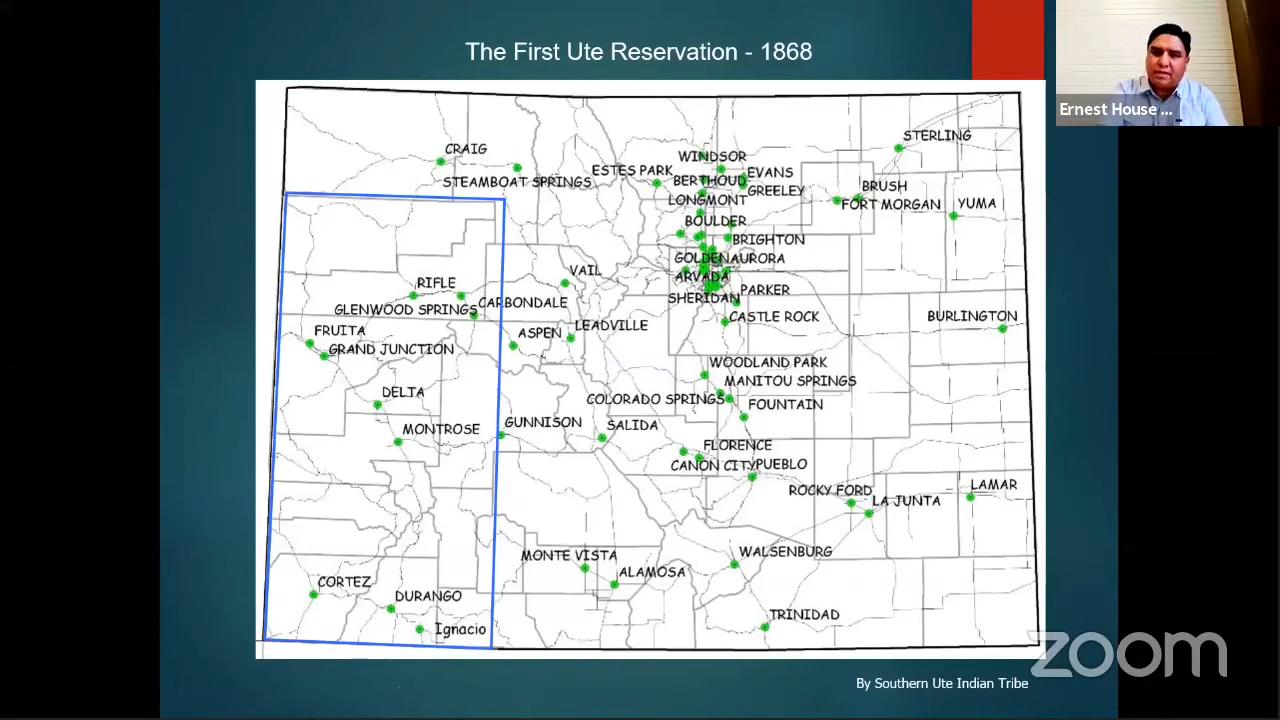 The First Ute Reservation - 1868
Ernest House ...
STERLING
CRAIG
WINDSOR
ESTES PARK
EVANS
STEAMBOAT SPRINGS
BERTHOUD
GREELEY
BRUSH
LONGMONT
FORT MORGAN
YUMA
BOULDER
BRIGHTON
GOLDEN
AURORA
VAIL
ARVADA
RIFLE
PARKER
SHERIDAN
CARBONDALE
GLENWOOD SPRINGS
CASTLE ROCK
BURLINGTON
LEADVILLE
FRUITA
ASPEN
GRAND JUNCTION
WOODLAND PARK
MANITOU SPRINGS
DELTA
COLORADO SPRINGS
FOUNTAIN
GUNNISON
SALIDA
MONTROSE
FLORENCE
CANON CITY
PUEBLO
LAMAR
ROCKY FORD
LA JUNTA
WALSENBURG
MONTE VISTA
ALAMOSA
CORTEZ
DURANGO
TRINIDAD
Ignacio
zoom
By Southern Ute Indian Tribe